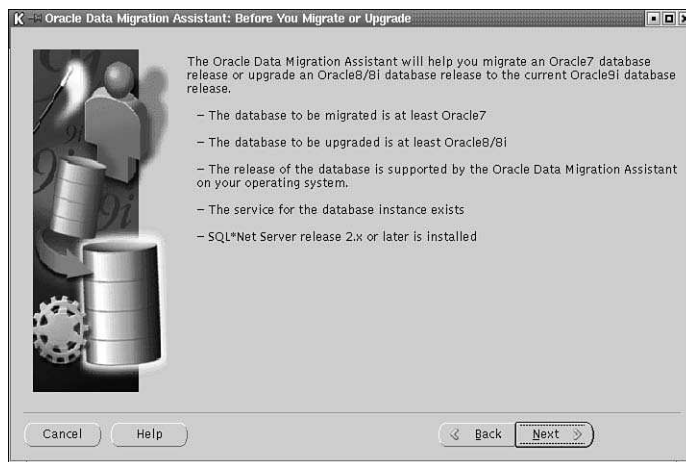 Oracle Data Migration Assistant: Before You Migrate or Upgrade
The Oracle Data Migration Assistant will help you migrate an Oracle7 database
release or upgrade an Oracle8/8i database release to the current Oracle9i database
release.
– The database to be migrated is at least Oracle7
– The database to be upgraded is at least Oracle8/8i
– The release of the database is supported by the Oracle Data Migration Assistant
on your operating system.
– The service for the database instance exists
– SQL*Net Server release 2.x or later is installed
9i
9i
9i
Cancel
Help
Back
Next